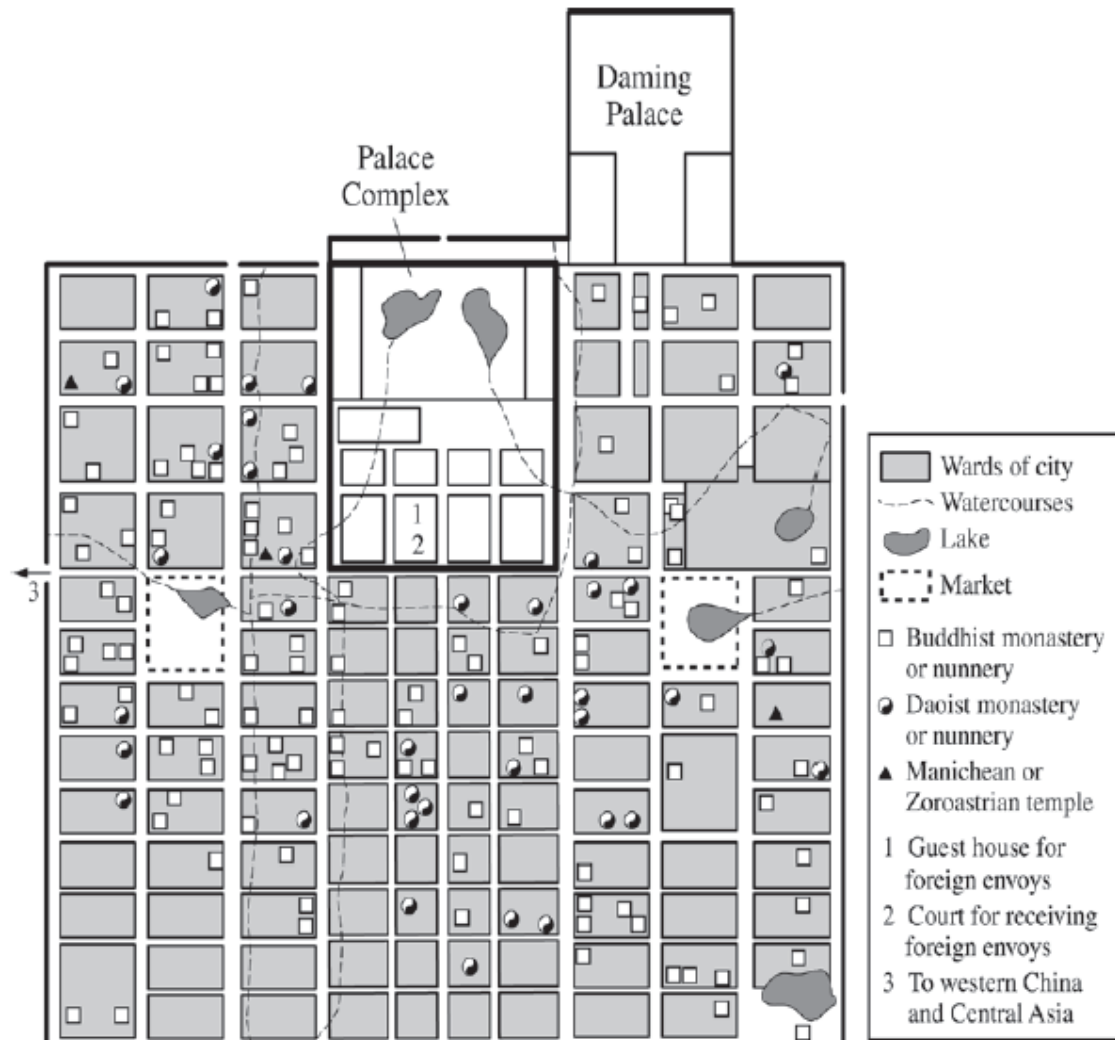 Daming
Palace
Palace
Complex
1
2
3
Wards of city
Watercourses
Lake
Market
Buddhist monastery
or nunnery
Daoist monastery
or nunnery
Manichean or
Zoroastrian temple
1 Guest house for
foreign envoys
2 Court for receiving
foreign envoys
3 To western China
and Central Asia